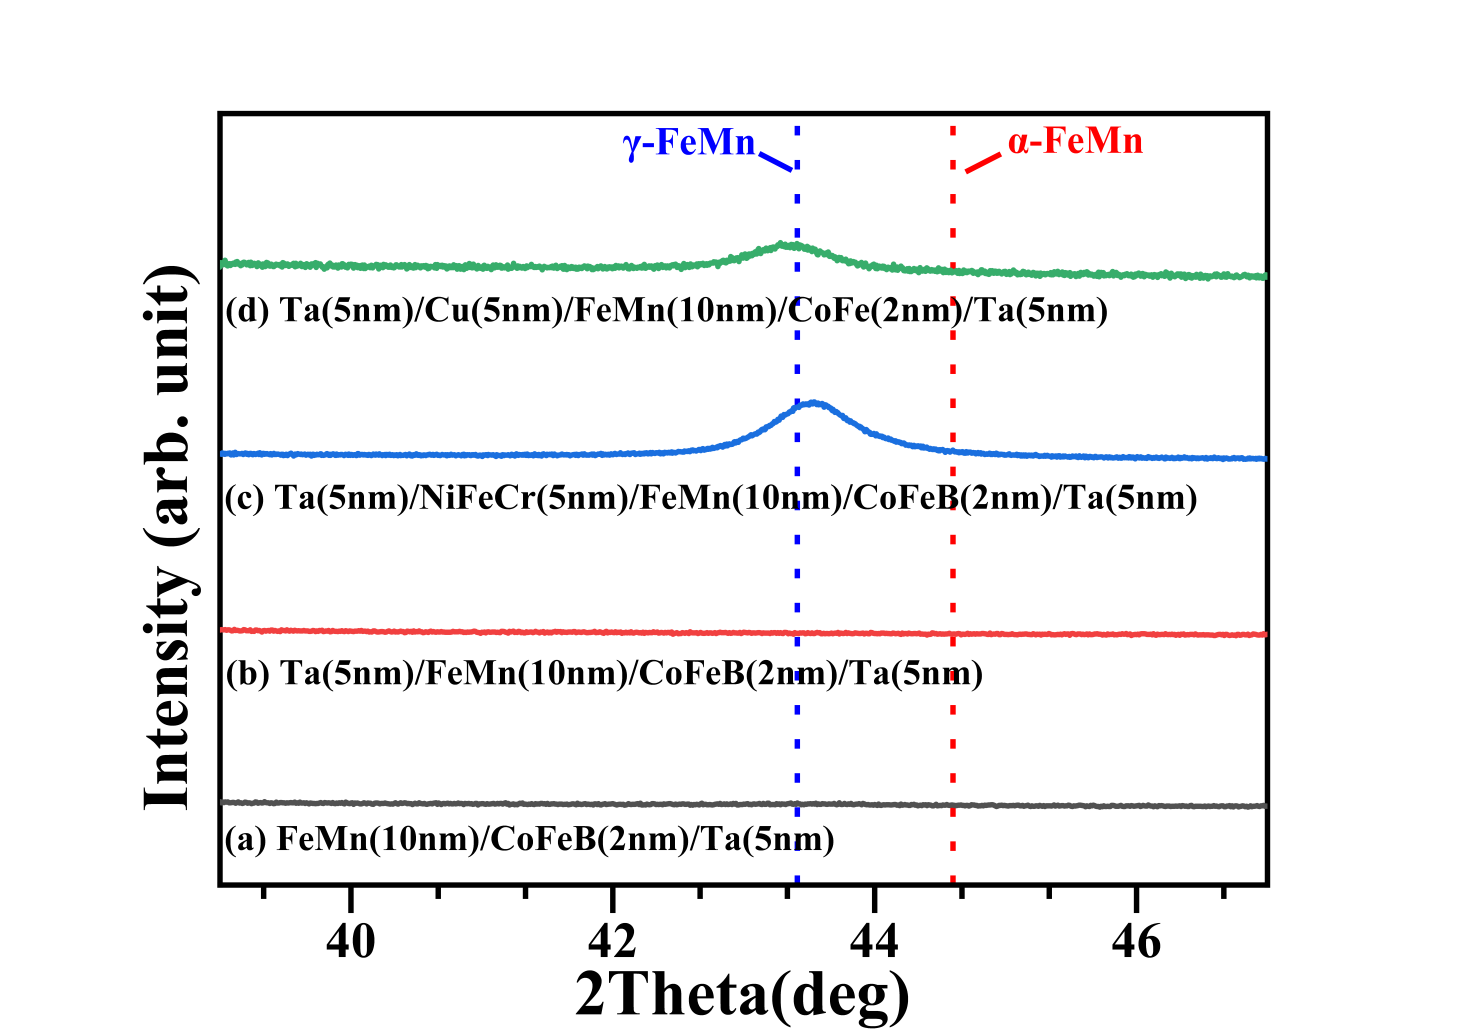 γ-FeMn
α-FeMn
(d) Ta(5nm)/Cu(5nm)/FeMn(10nm)/CoFe(2nm)/Ta(5nm)
(c) Ta(5nm)/NiFeCr(5nm)/FeMn(10nm)/CoFeB(2nm)/Ta(5nm)
(b) Ta(5nm)/FeMn(10nm)/CoFeB(2nm)/Ta(5nm)
(a) FeMn(10nm)/CoFeB(2nm)/Ta(5nm)
Intensity (arb. unit)
40 42 44 46
2Theta(deg)